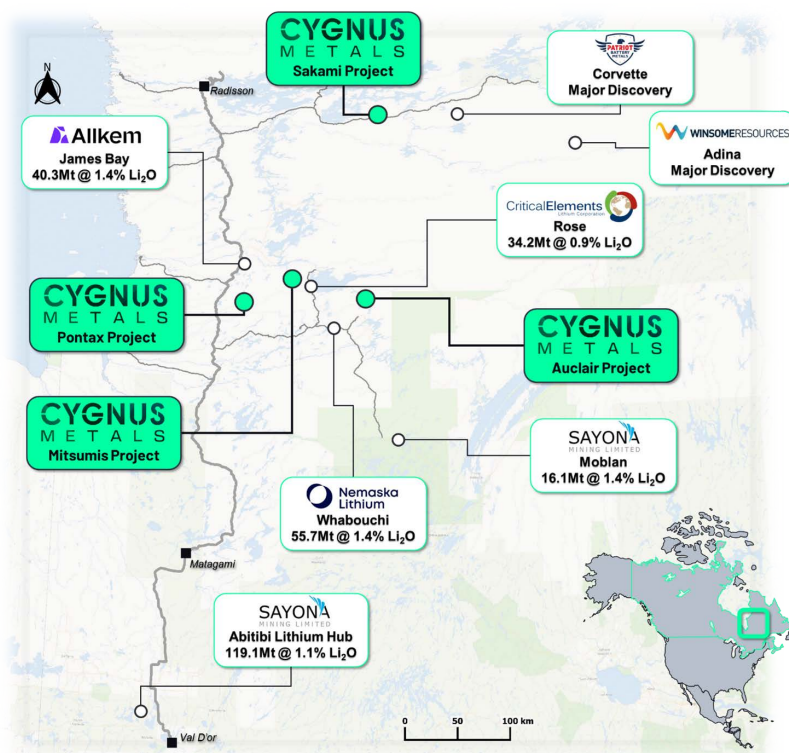 CYGNUS
METALS
Sakami Project
PATRIOT
BATTERY METALS
Corvette
Major Discovery
N
Radisson
Allkem
James Bay
40.3Mt @ 1.4% Li₂O
WINSOMERESOURCES
Adina
Major Discovery
CriticalElements
Lithium Corporation
Rose
34.2Mt @ 0.9% Li₂O
CYGNUS
METALS
Pontax Project
CYGNUS
METALS
Auclair Project
CYGNUS
METALS
Mitsumis Project
SAYONA
MINING LIMITED
Moblan
16.1Mt @ 1.4% Li₂O
Nemaska
Lithium
Whabouchi
55.7Mt @ 1.4% Li₂O
Matagami
SAYONA
MINING LIMITED
Abitibi Lithium Hub
119.1Mt @ 1.1% Li₂O
Val D'or
0 50 100 km